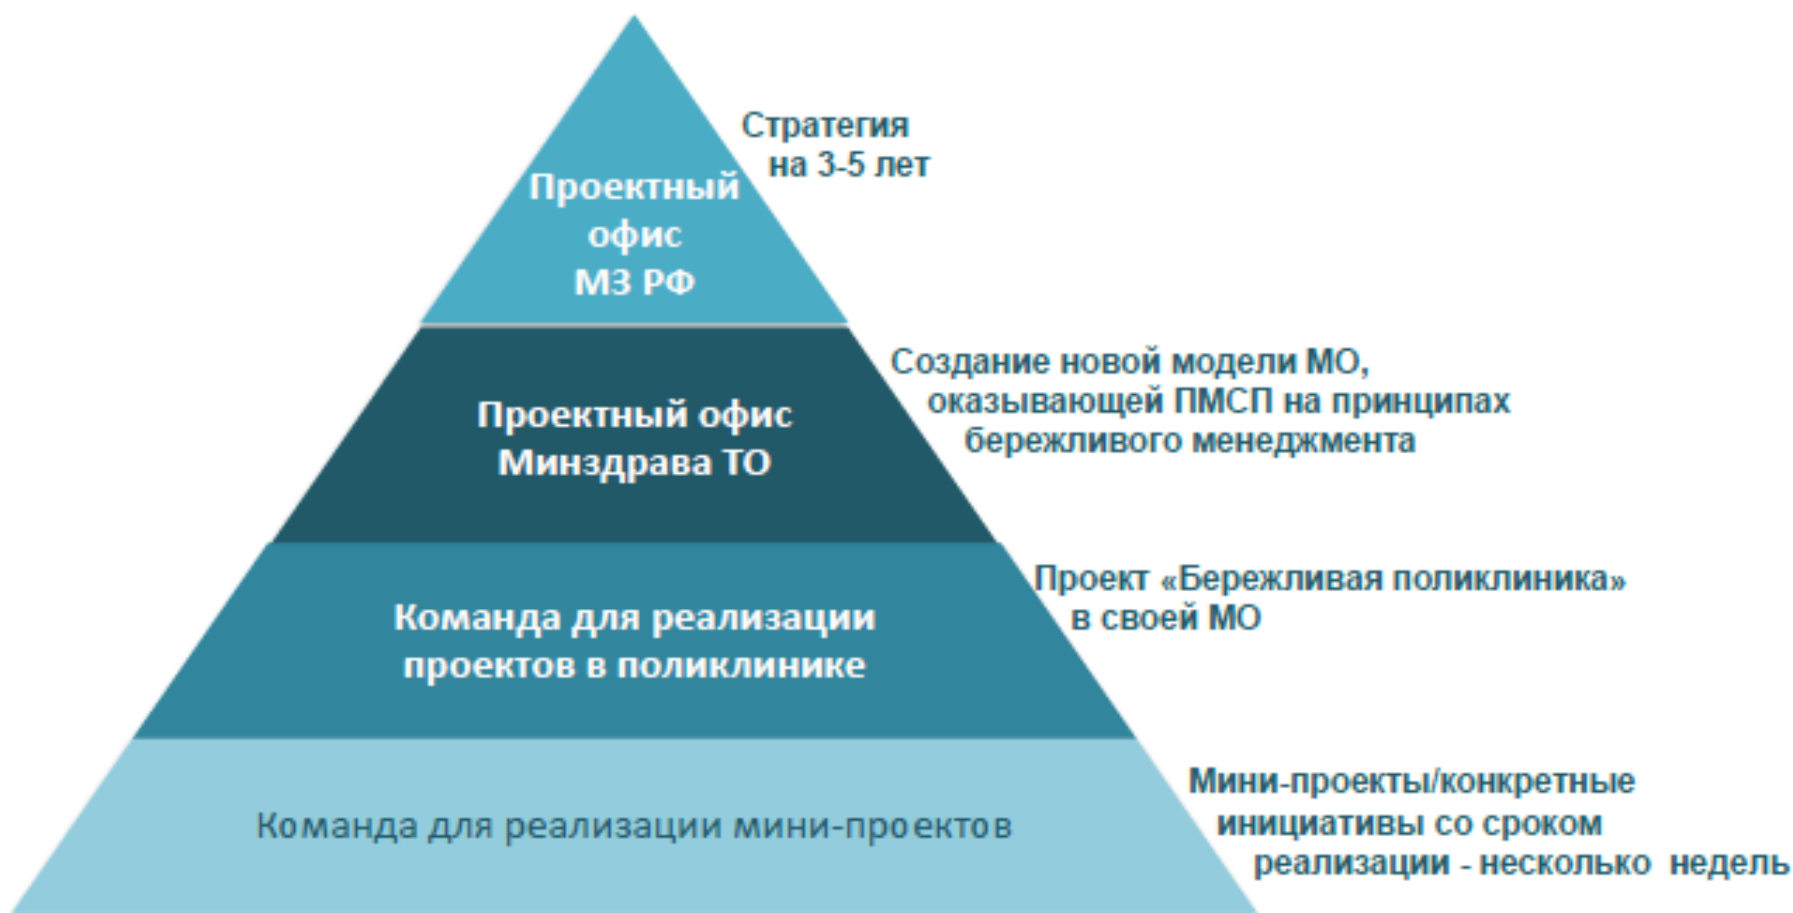 Стратегия
на 3-5 лет
Проектный
офис
МЗ РФ
Создание новой модели МО,
оказывающей ПМСП на принципах
бережливого менеджмента
Проектный офис
Минздрава ТО
Проект «Бережливая поликлиника»
в своей МО
Команда для реализации
проектов в поликлинике
Мини-проекты/конкретные
инициативы со сроком
реализации - несколько недель
Команда для реализации мини-проектов